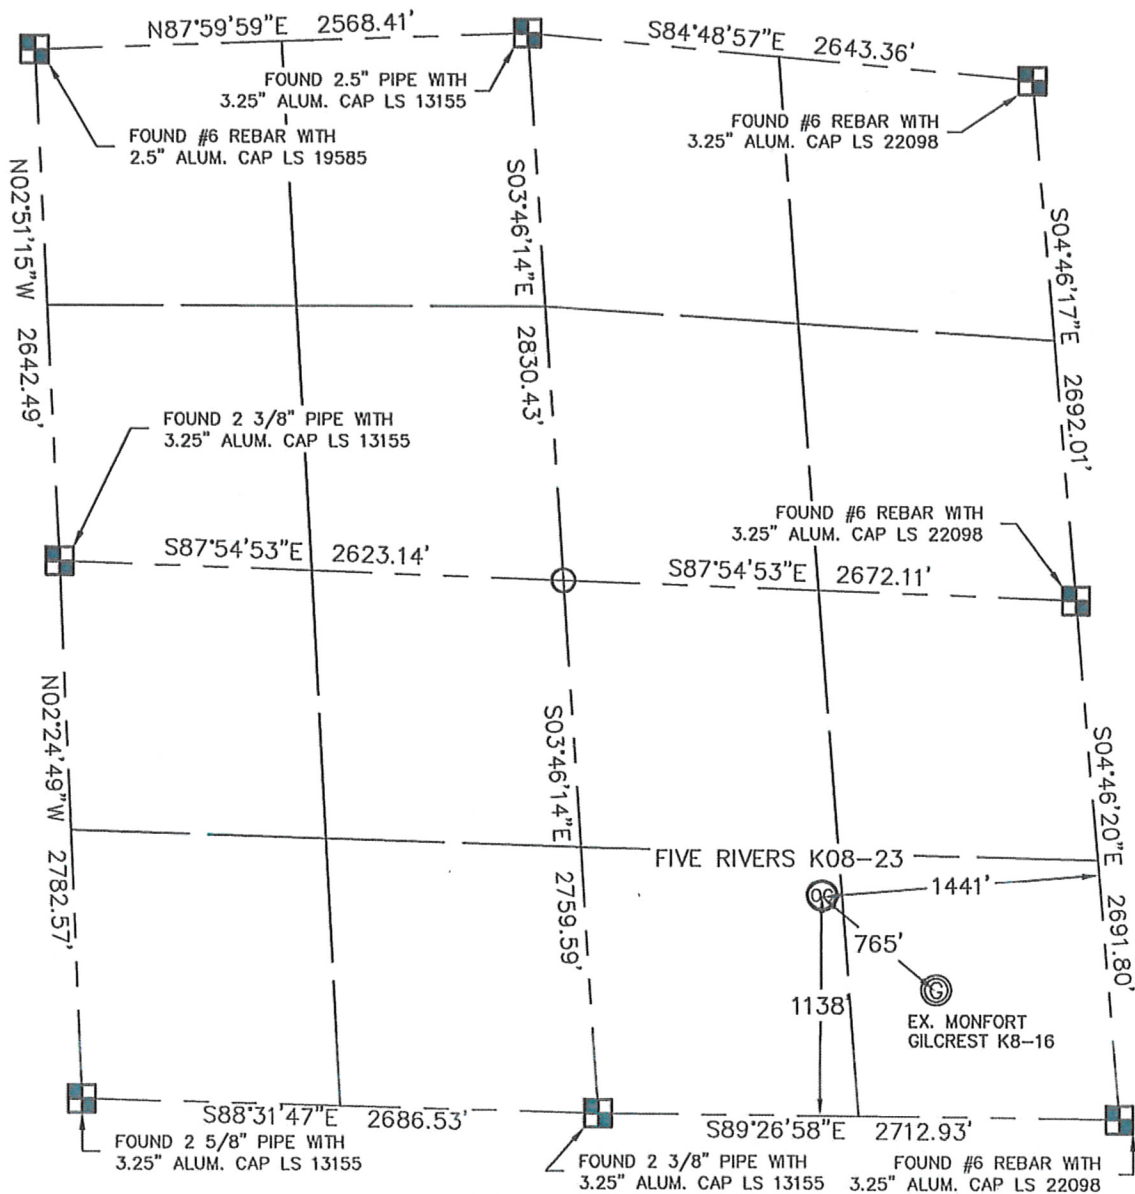 N87°59'59"E 2568.41'
S84°48'57"E 2643.36'
FOUND 2.5" PIPE WITH
3.25" ALUM. CAP LS 13155
FOUND #6 REBAR WITH
3.25" ALUM. CAP LS 22098
FOUND #6 REBAR WITH
2.5" ALUM. CAP LS 19585
N02°51'15"W 2642.49'
S03°46'14"E 2830.43'
S04°46'17"E 2692.01'
FOUND 2 3/8" PIPE WITH
3.25" ALUM. CAP LS 13155
FOUND #6 REBAR WITH
3.25" ALUM. CAP LS 22098
S87°54'53"E 2623.14'
S87°54'53"E 2672.11'
N02°24'49"W 2782.57'
S03°46'14"E 2759.59'
S04°46'20"E 2691.80'
FIVE RIVERS K08-23
1441'
OG
765'
G
1138'
EX. MONFORT
GILCREST K8-16
S88°31'47"E 2686.53'
S89°26'58"E 2712.93'
FOUND 2 5/8" PIPE WITH
3.25" ALUM. CAP LS 13155
FOUND 2 3/8" PIPE WITH
3.25" ALUM. CAP LS 13155
FOUND #6 REBAR WITH
3.25" ALUM. CAP LS 22098